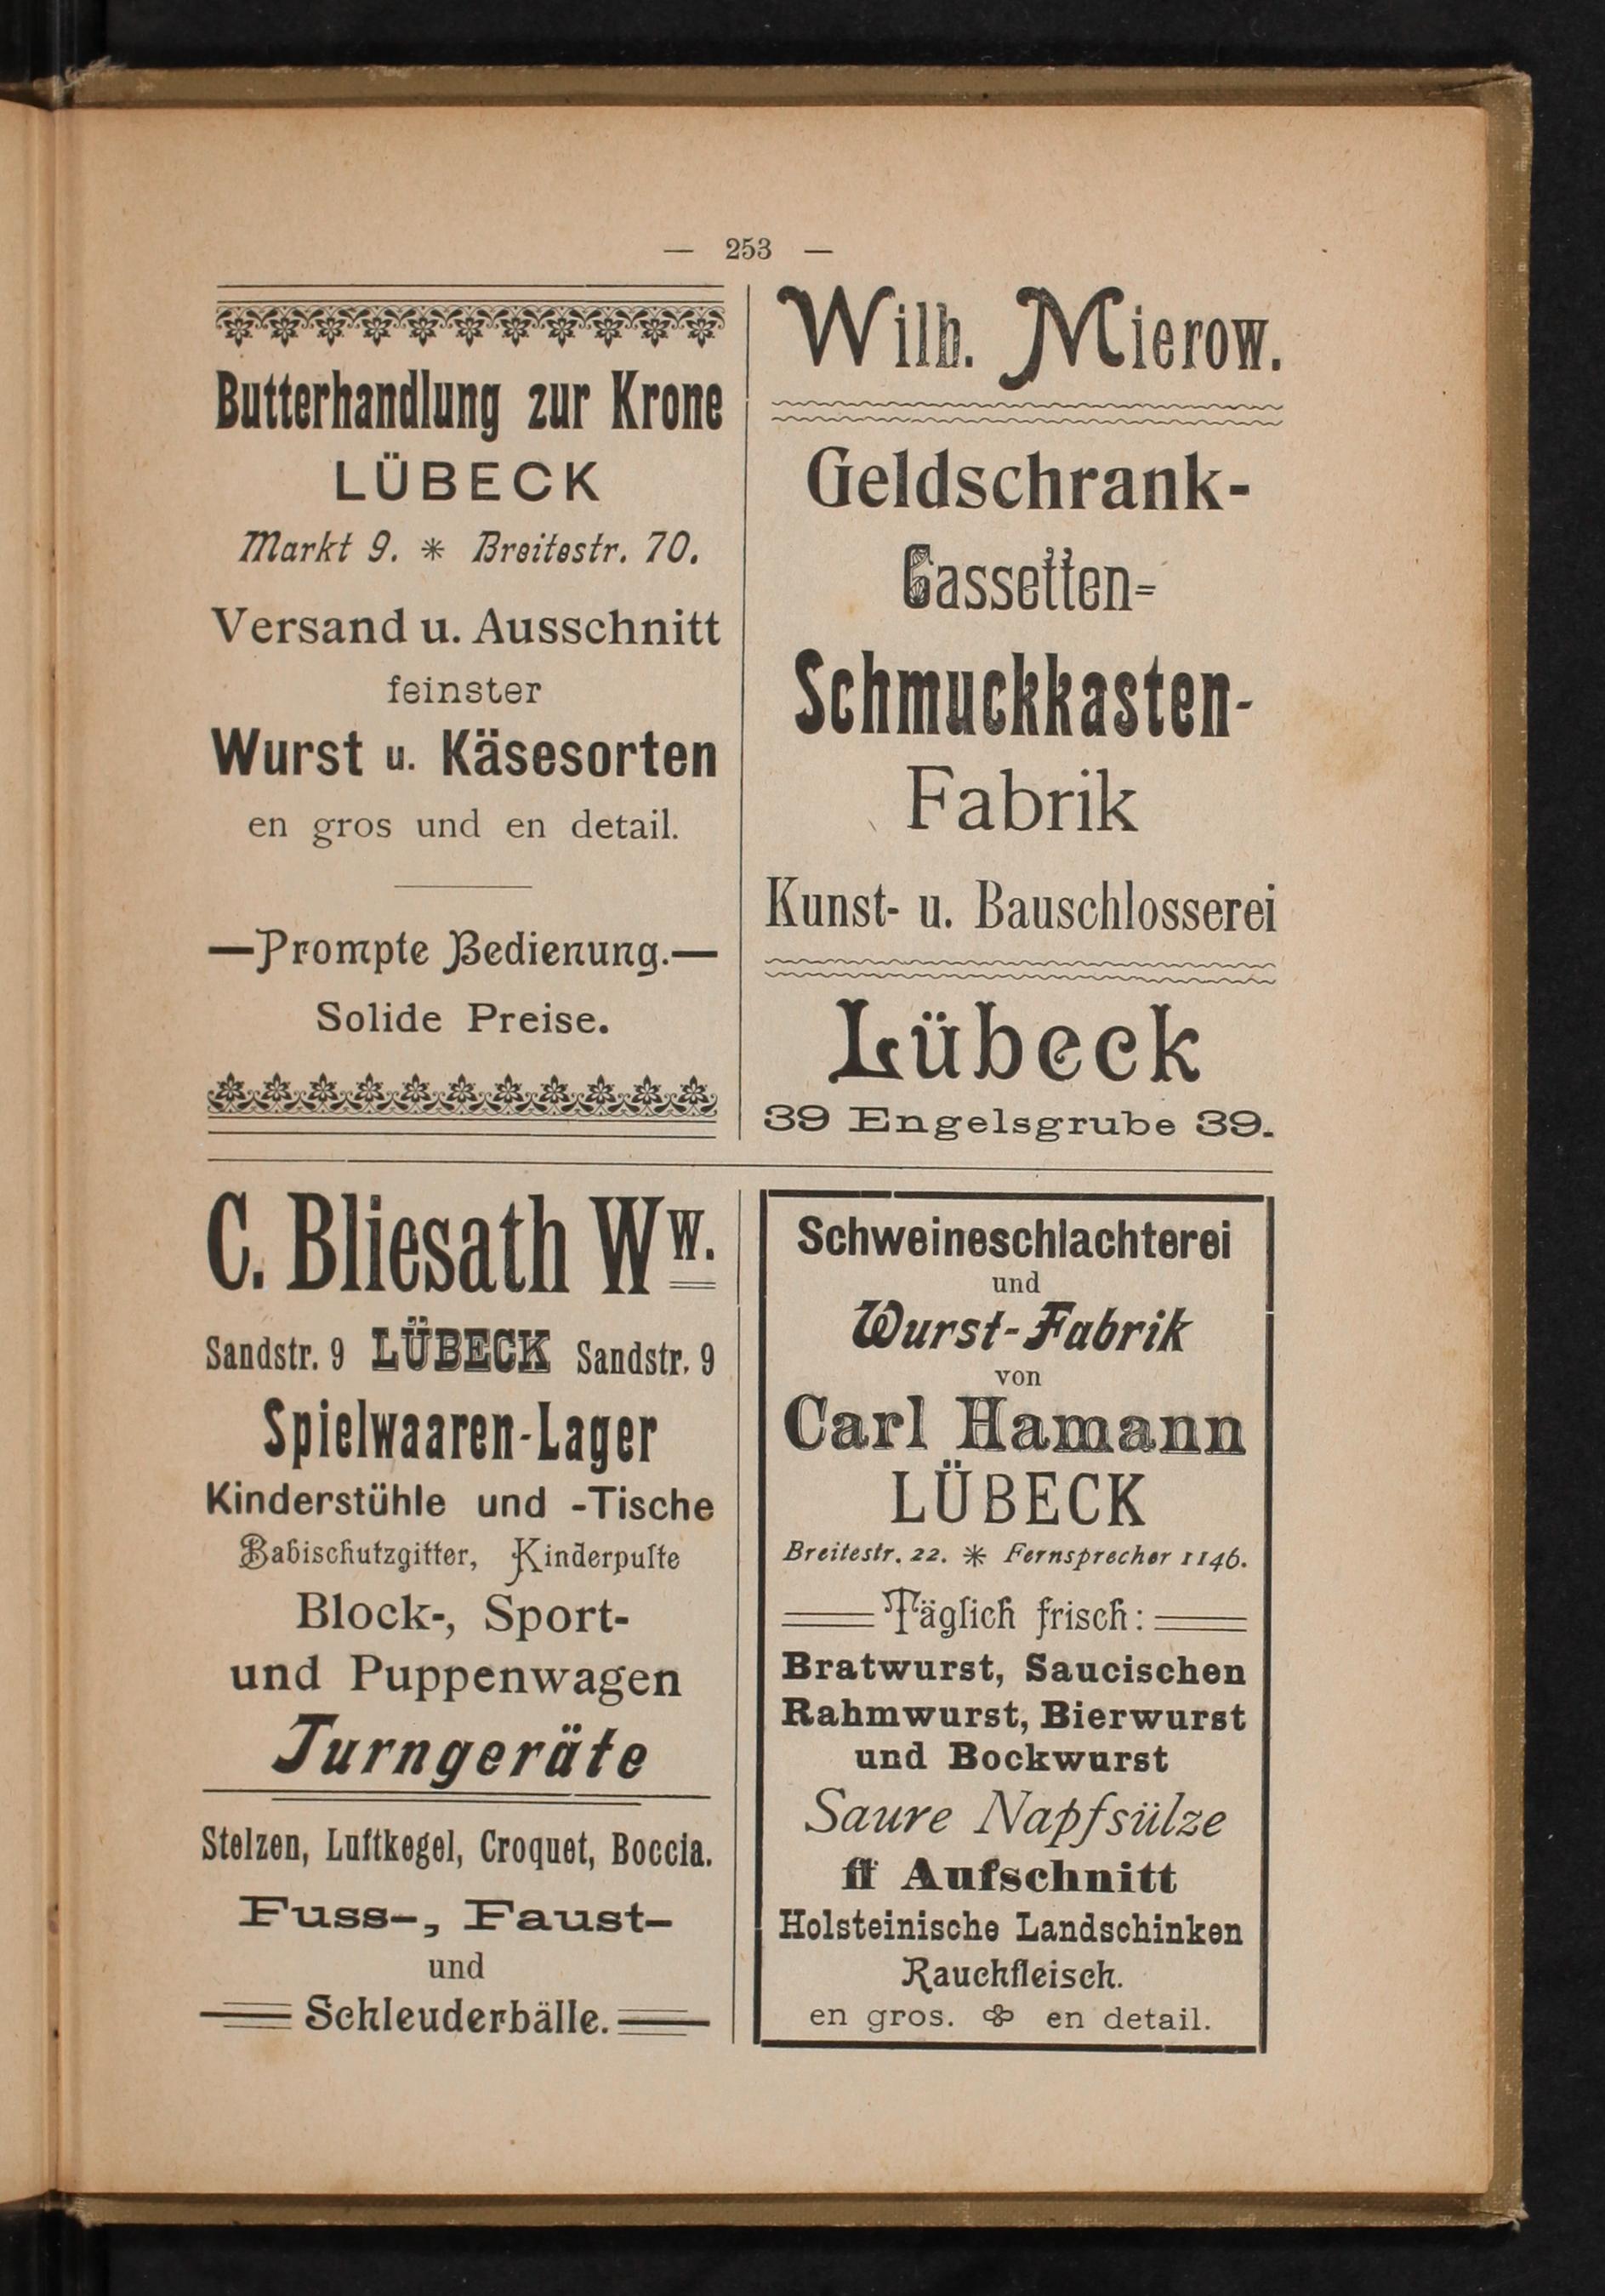 — 253 —
Butterhandlung zur Krone
LÜBECK
Markt 9. * Breitestr. 70.
Versand u. Ausschnitt
feinster
Wurst u. Käsesorten
en gros und en detail.
—Prompte Bedienung.—
Solide Preise.
Wilh. Mierow.
Geldschrank-
Cassetten-
Schmuckkasten-
Fabrik
Kunst- u. Bauschlosserei
Lübeck
39 Engelsgrube 39.
C. Bliesath Ww.
Sandstr. 9 LÜBECK Sandstr. 9
Spielwaaren-Lager
Kinderstühle und -Tische
Babischutzgitter, Kinderpulte
Block-, Sport-
und Puppenwagen
Turngeräte
Stelzen, Luftkegel, Croquet, Boccia.
Fuss-, Faust-
und
Schleuderbälle.
Schweineschlachterei
und
Wurst-Fabrik
von
Carl Hamann
LÜBECK
Breitestr. 22. * Fernsprecher 1146.
Täglich frisch:
Bratwurst, Saucischen
Rahmwurst, Bierwurst
und Bockwurst
Saure Napfsülze
ff Aufschnitt
Holsteinische Landschinken
Rauchfleisch.
en gros. en detail.